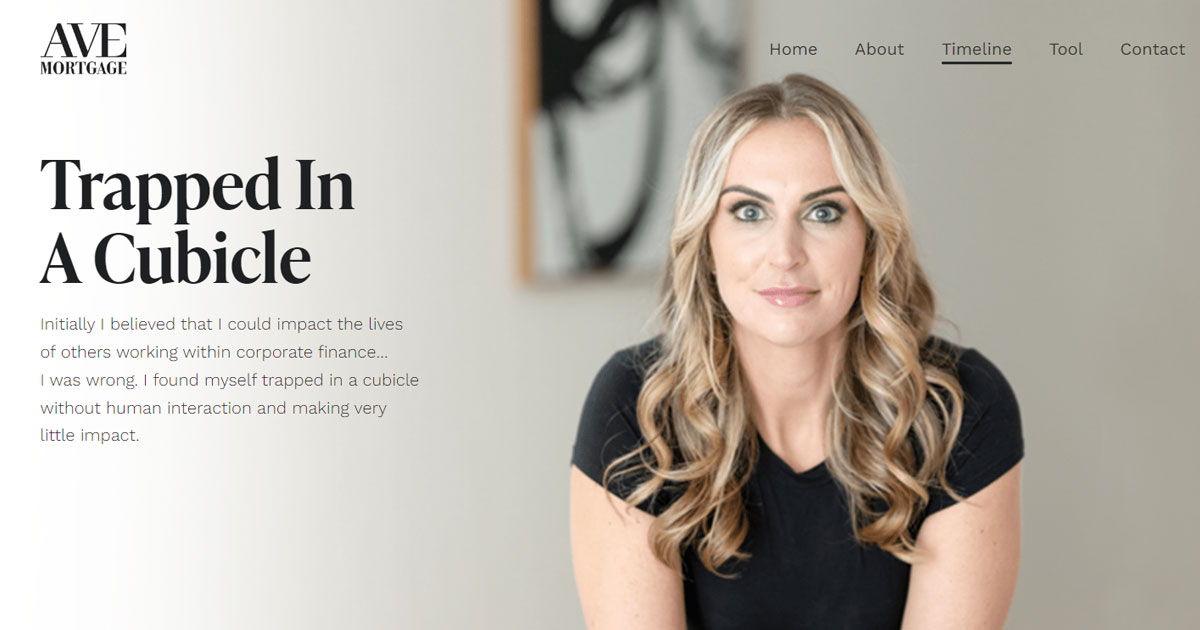 AVE
MORTGAGE
Home About Timeline Tool Contact
Trapped In
A Cubicle
Initially I believed that I could impact the lives
of others working within corporate finance...
I was wrong. I found myself trapped in a cubicle
without human interaction and making very
little impact.